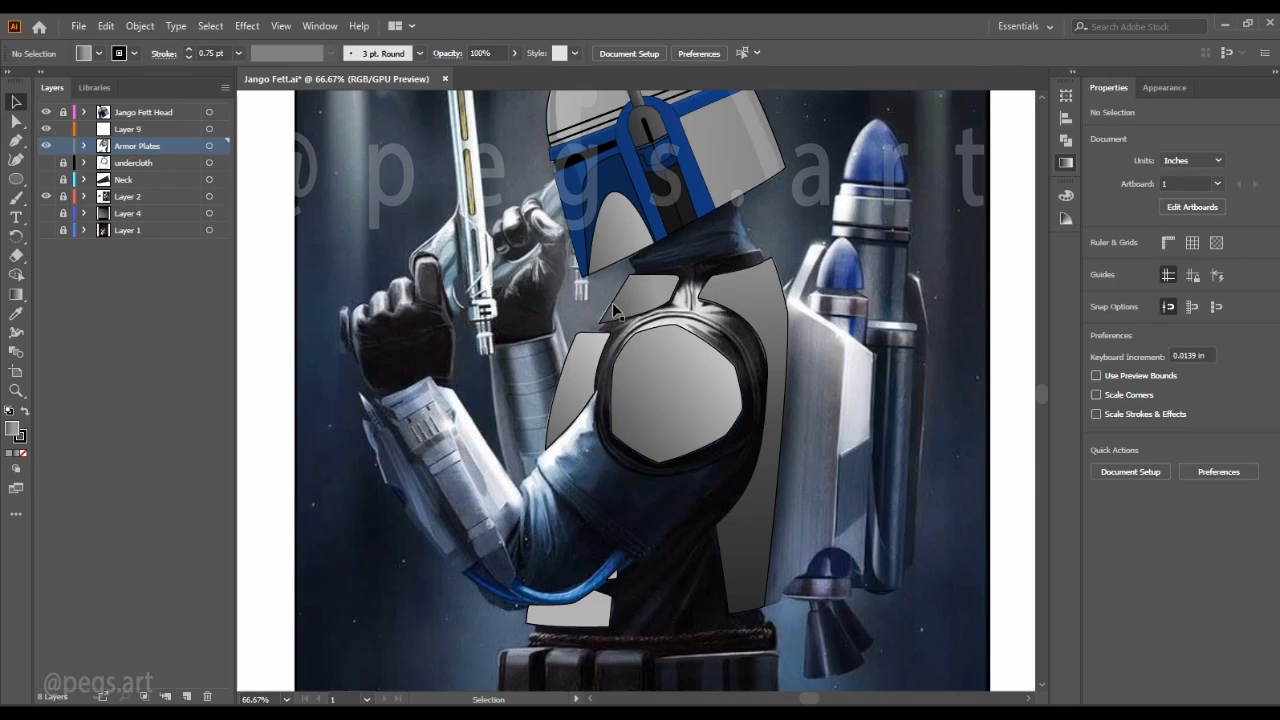 Ai File Edit Object Type Select Effect View Window Help Essentials Search Adobe Stock
No Selection Stroke: 0.75 pt 3 pt. Round Opacity: 100% Style: Document Setup Preferences
Layers Libraries
Jango Fett.ai* @ 66.67% (RGB/GPU Preview)
Properties Appearance
Jango Fett Head
Layer 9
Armor Plates
undercloth
Neck
Layer 2
Layer 4
Layer 1
@pegs.art
No Selection
Document
Units: Inches
Artboard: 1
Edit Artboards
Ruler & Grids
Guides
Snap Options
Preferences
Keyboard Increment: 0.0139 in
Use Preview Bounds
Scale Corners
Scale Strokes & Effects
Quick Actions
Document Setup Preferences
@pegs.art
8 Layers
66.67% 1 Selection